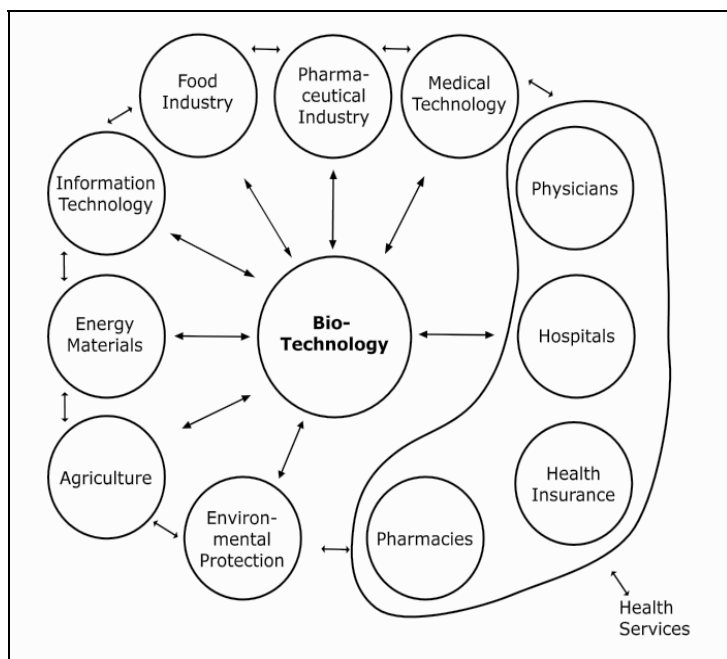 Food
Industry
Pharma-
ceutical
Industry
Medical
Technology
Information
Technology
Physicians
Energy
Materials
Bio-
Technology
Hospitals
Agriculture
Environ-
mental
Protection
Pharmacies
Health
Insurance
Health
Services